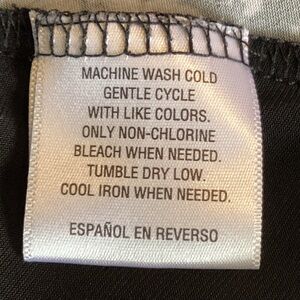 MACHINE WASH COLD
GENTLE CYCLE
WITH LIKE COLORS.
ONLY NON-CHLORINE
BLEACH WHEN NEEDED.
TUMBLE DRY LOW.
COOL IRON WHEN NEEDED.
ESPAÑOL EN REVERSO